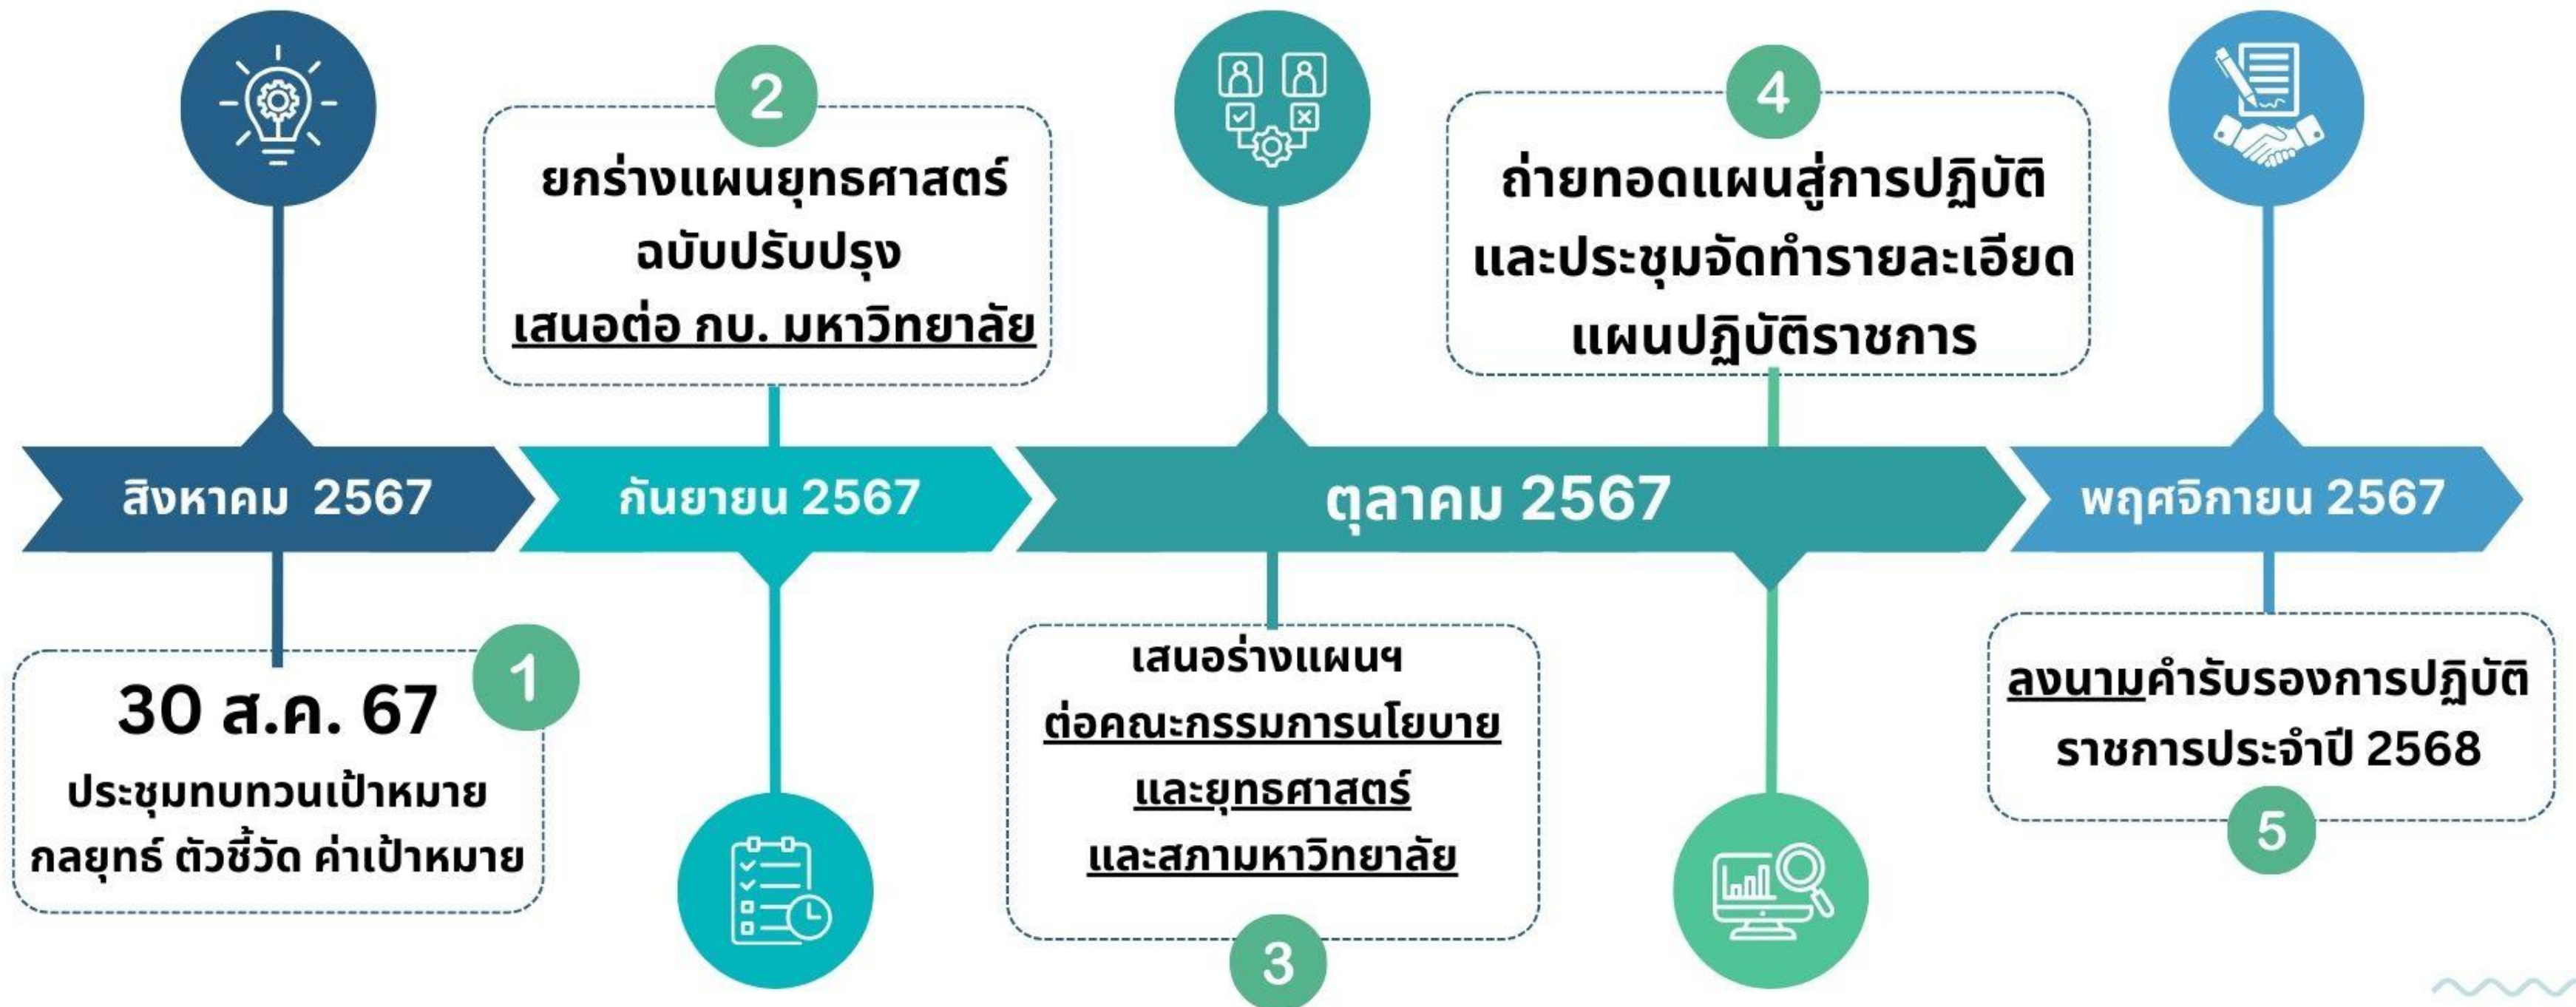 สิงหาคม 2567
1
30 ส.ค. 67
ประชุมทบทวนเป้าหมาย
กลยุทธ์ ตัวชี้วัด ค่าเป้าหมาย
2
ยกร่างแผนยุทธศาสตร์
ฉบับปรับปรุง
เสนอต่อ กบ. มหาวิทยาลัย
กันยายน 2567
ตุลาคม 2567
เสนอร่างแผนฯ
ต่อคณะกรรมการนโยบาย
และยุทธศาสตร์
และสภามหาวิทยาลัย
3
4
ถ่ายทอดแผนสู่การปฏิบัติ
และประชุมจัดทำรายละเอียด
แผนปฏิบัติราชการ
พฤศจิกายน 2567
ลงนามคำรับรองการปฏิบัติ
ราชการประจำปี 2568
5